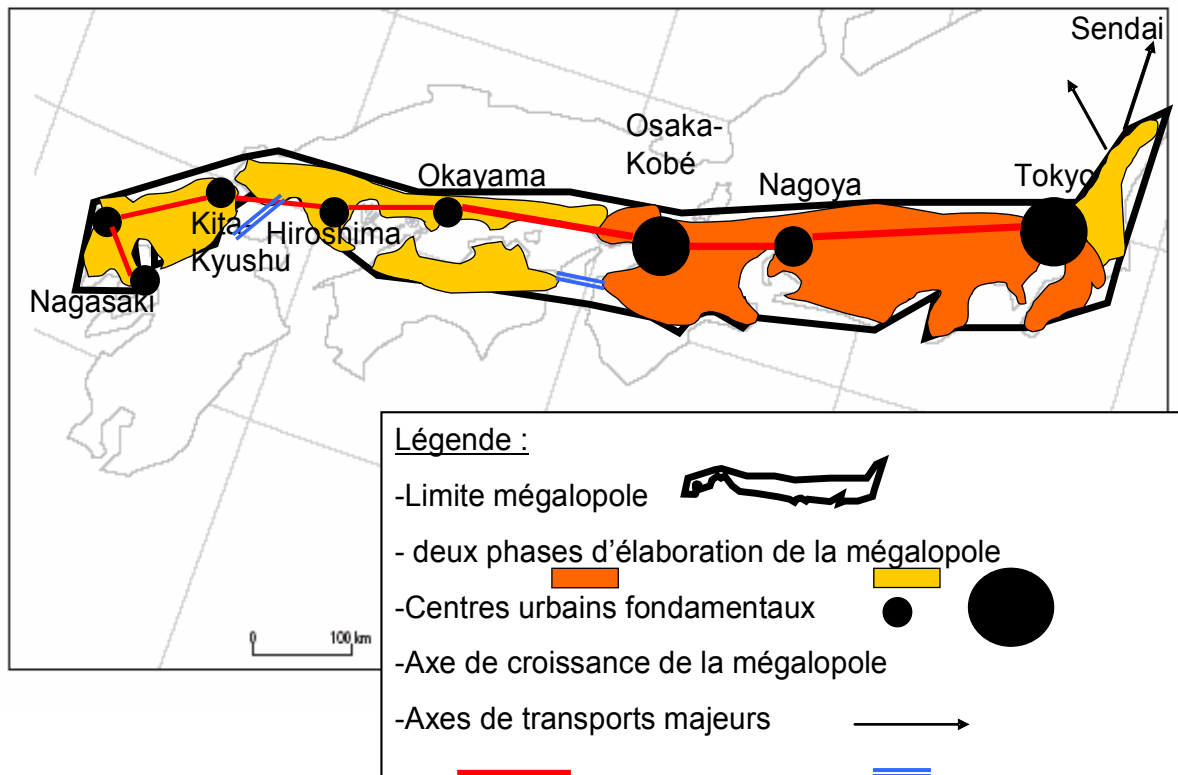 Sendai
Osaka-
Kobé
Okayama
Nagoya
Tokyo
Kita-
Kyushu
Hiroshima
Nagasaki
0 100 km
Légende :
-Limite mégalopole
- deux phases d’élaboration de la mégalopole
-Centres urbains fondamentaux
-Axe de croissance de la mégalopole
-Axes de transports majeurs